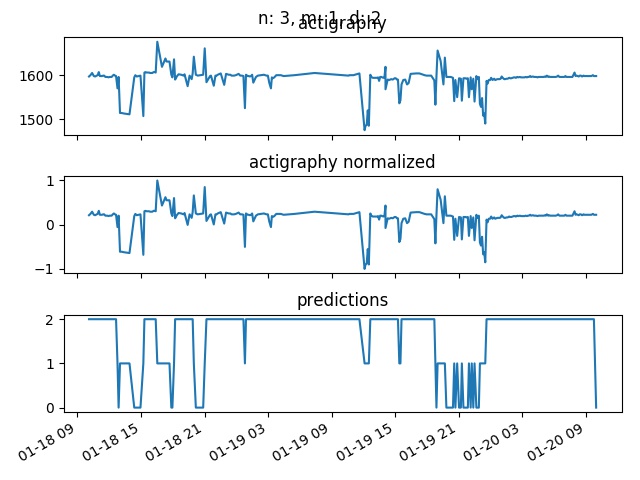 n: 3, m: 1, d: 2
actigraphy
1600
1500
actigraphy normalized
1
0
−1
predictions
2
1
0
01-18 09 01-18 15 01-18 21 01-19 03 01-19 09 01-19 15 01-19 21 01-20 03 01-20 09